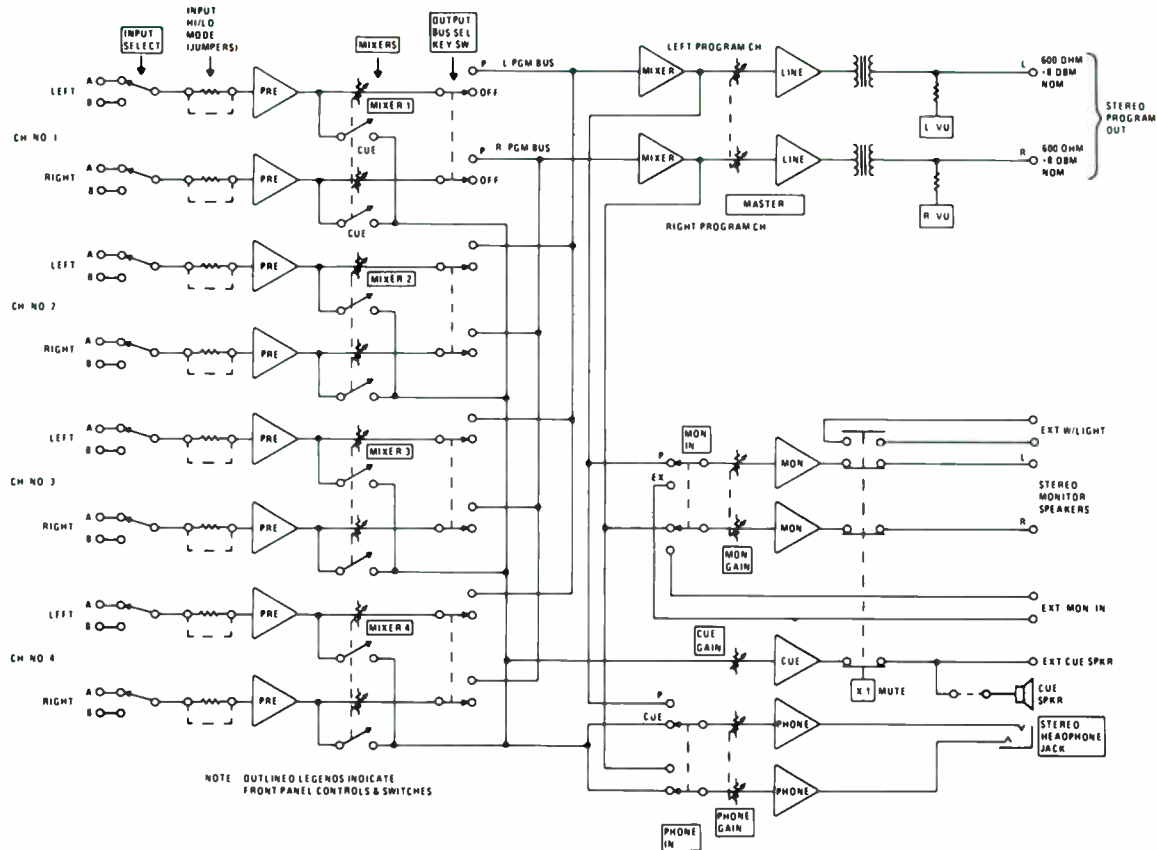 INPUT
SELECT
INPUT
HI/LO
MODE
(JUMPERS)
MIXERS
OUTPUT
BUS SEL
KEY SW
LEFT
A
B
PRE
MIXER 1
CUE
P L PGM BUS
OFF
CH NO 1
RIGHT
A
B
PRE
CUE
P R PGM BUS
OFF
LEFT PROGRAM CH
MIXER
LINE
L VU
L 600 OHM
+8 DBM
NOM
STEREO
PROGRAM
OUT
MIXER
LINE
MASTER
RIGHT PROGRAM CH
R VU
R 600 OHM
+8 DBM
NOM
LEFT
A
B
PRE
MIXER 2
CH NO 2
RIGHT
A
B
PRE
LEFT
A
B
PRE
MIXER 3
CH NO 3
RIGHT
A
B
PRE
LEFT
A
B
PRE
MIXER 4
CH NO 4
RIGHT
A
B
PRE
MON
IN
P
EX
MON
MON
MON
GAIN
EXT W/LIGHT
L
STEREO
MONITOR
SPEAKERS
R
EXT MON IN
CUE
GAIN
CUE
X 1 MUTE
EXT CUE SPKR
CUE
SPKR
P
CUE
PHONE
PHONE
PHONE
IN
PHONE
GAIN
STEREO
HEADPHONE
JACK
NOTE OUTLINED LEGENDS INDICATE
FRONT PANEL CONTROLS & SWITCHES